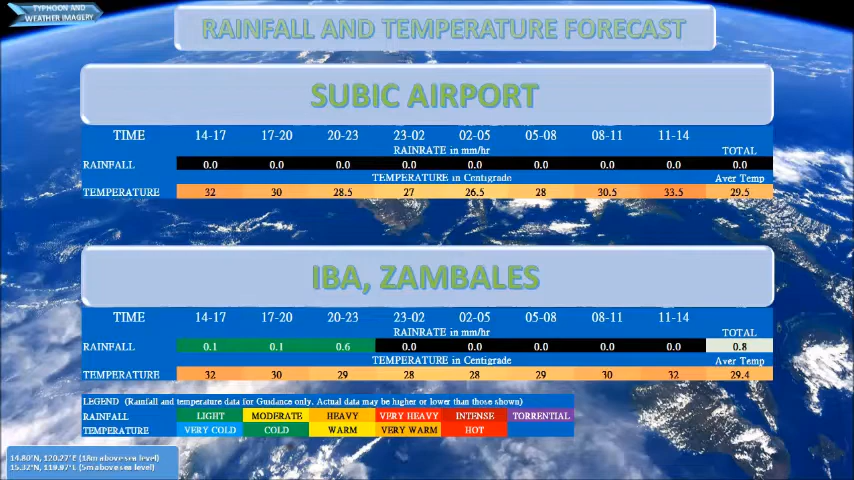 TYPHOON AND
WEATHER IMAGERY
RAINFALL AND TEMPERATURE FORECAST
SUBIC AIRPORT
TIME 14-17 17-20 20-23 23-02 02-05 05-08 08-11 11-14
RAINRATE in mm/hr TOTAL
RAINFALL 0.0 0.0 0.0 0.0 0.0 0.0 0.0 0.0 0.0
TEMPERATURE in Centigrade Aver Temp
TEMPERATURE 32 30 28.5 27 26.5 28 30.5 33.5 29.5
IBA, ZAMBALES
TIME 14-17 17-20 20-23 23-02 02-05 05-08 08-11 11-14
RAINRATE in mm/hr TOTAL
RAINFALL 0.1 0.1 0.6 0.0 0.0 0.0 0.0 0.0 0.8
TEMPERATURE in Centigrade Aver Temp
TEMPERATURE 32 30 29 28 28 29 30 32 29.4
LEGEND (Rainfall and temperature data for Guidance only. Actual data may be higher or lower than those shown)
RAINFALL LIGHT MODERATE HEAVY VERY HEAVY INTENSE TORRENTIAL
TEMPERATURE VERY COLD COLD WARM VERY WARM HOT
14.80°N, 120.27°E (18m above sea level)
15.32°N, 119.97°E (5m above sea level)